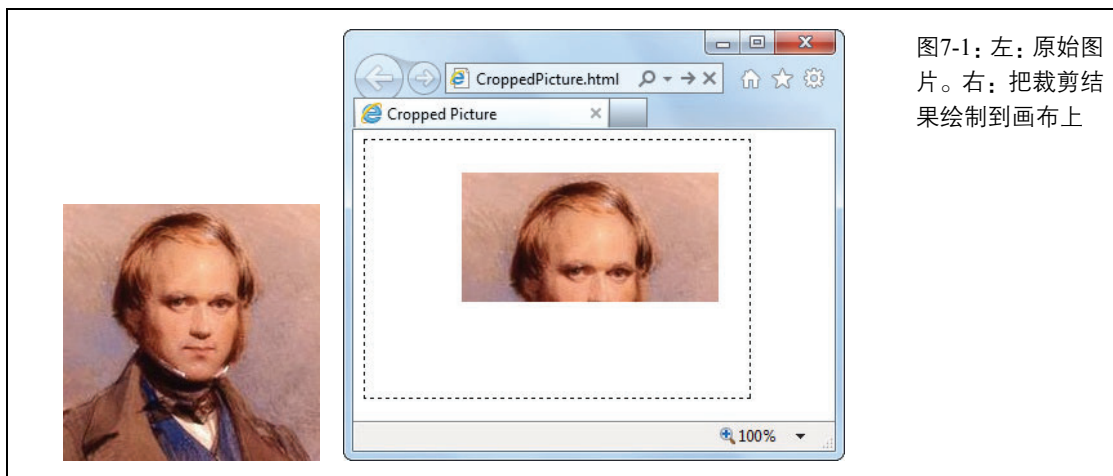 CroppedPicture.html
Cropped Picture
100%
图7-1：左：原始图
片。右：把裁剪结
果绘制到画布上